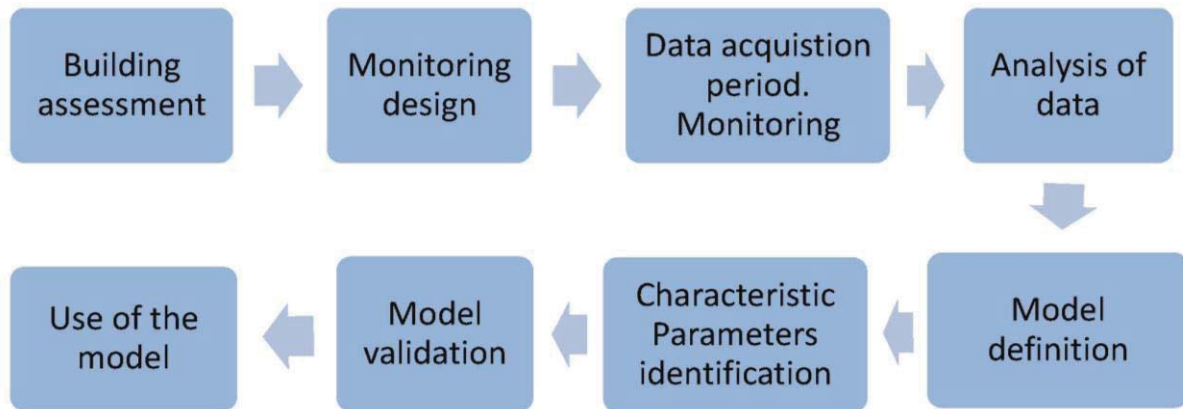 Building
assessment
Monitoring
design
Data acquistion
period.
Monitoring
Analysis of
data
Model
definition
Characteristic
Parameters
identification
Model
validation
Use of the
model